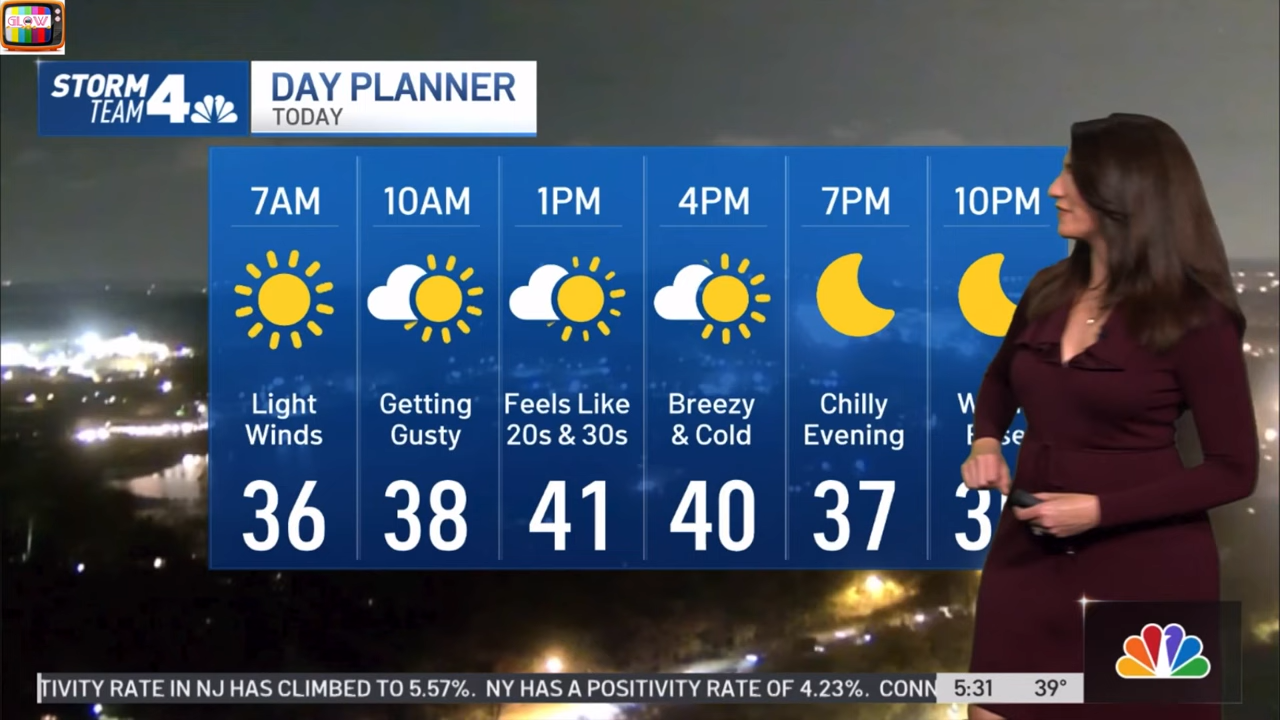 GLOW
STORM
TEAM 4
DAY PLANNER
TODAY
7AM
10AM
1PM
4PM
7PM
10PM
Light
Winds
Getting
Gusty
Feels Like
20s & 30s
Breezy
& Cold
Chilly
Evening
36
38
41
40
37
TIVITY RATE IN NJ HAS CLIMBED TO 5.57%. NY HAS A POSITIVITY RATE OF 4.23%. CONN
5:31
39°